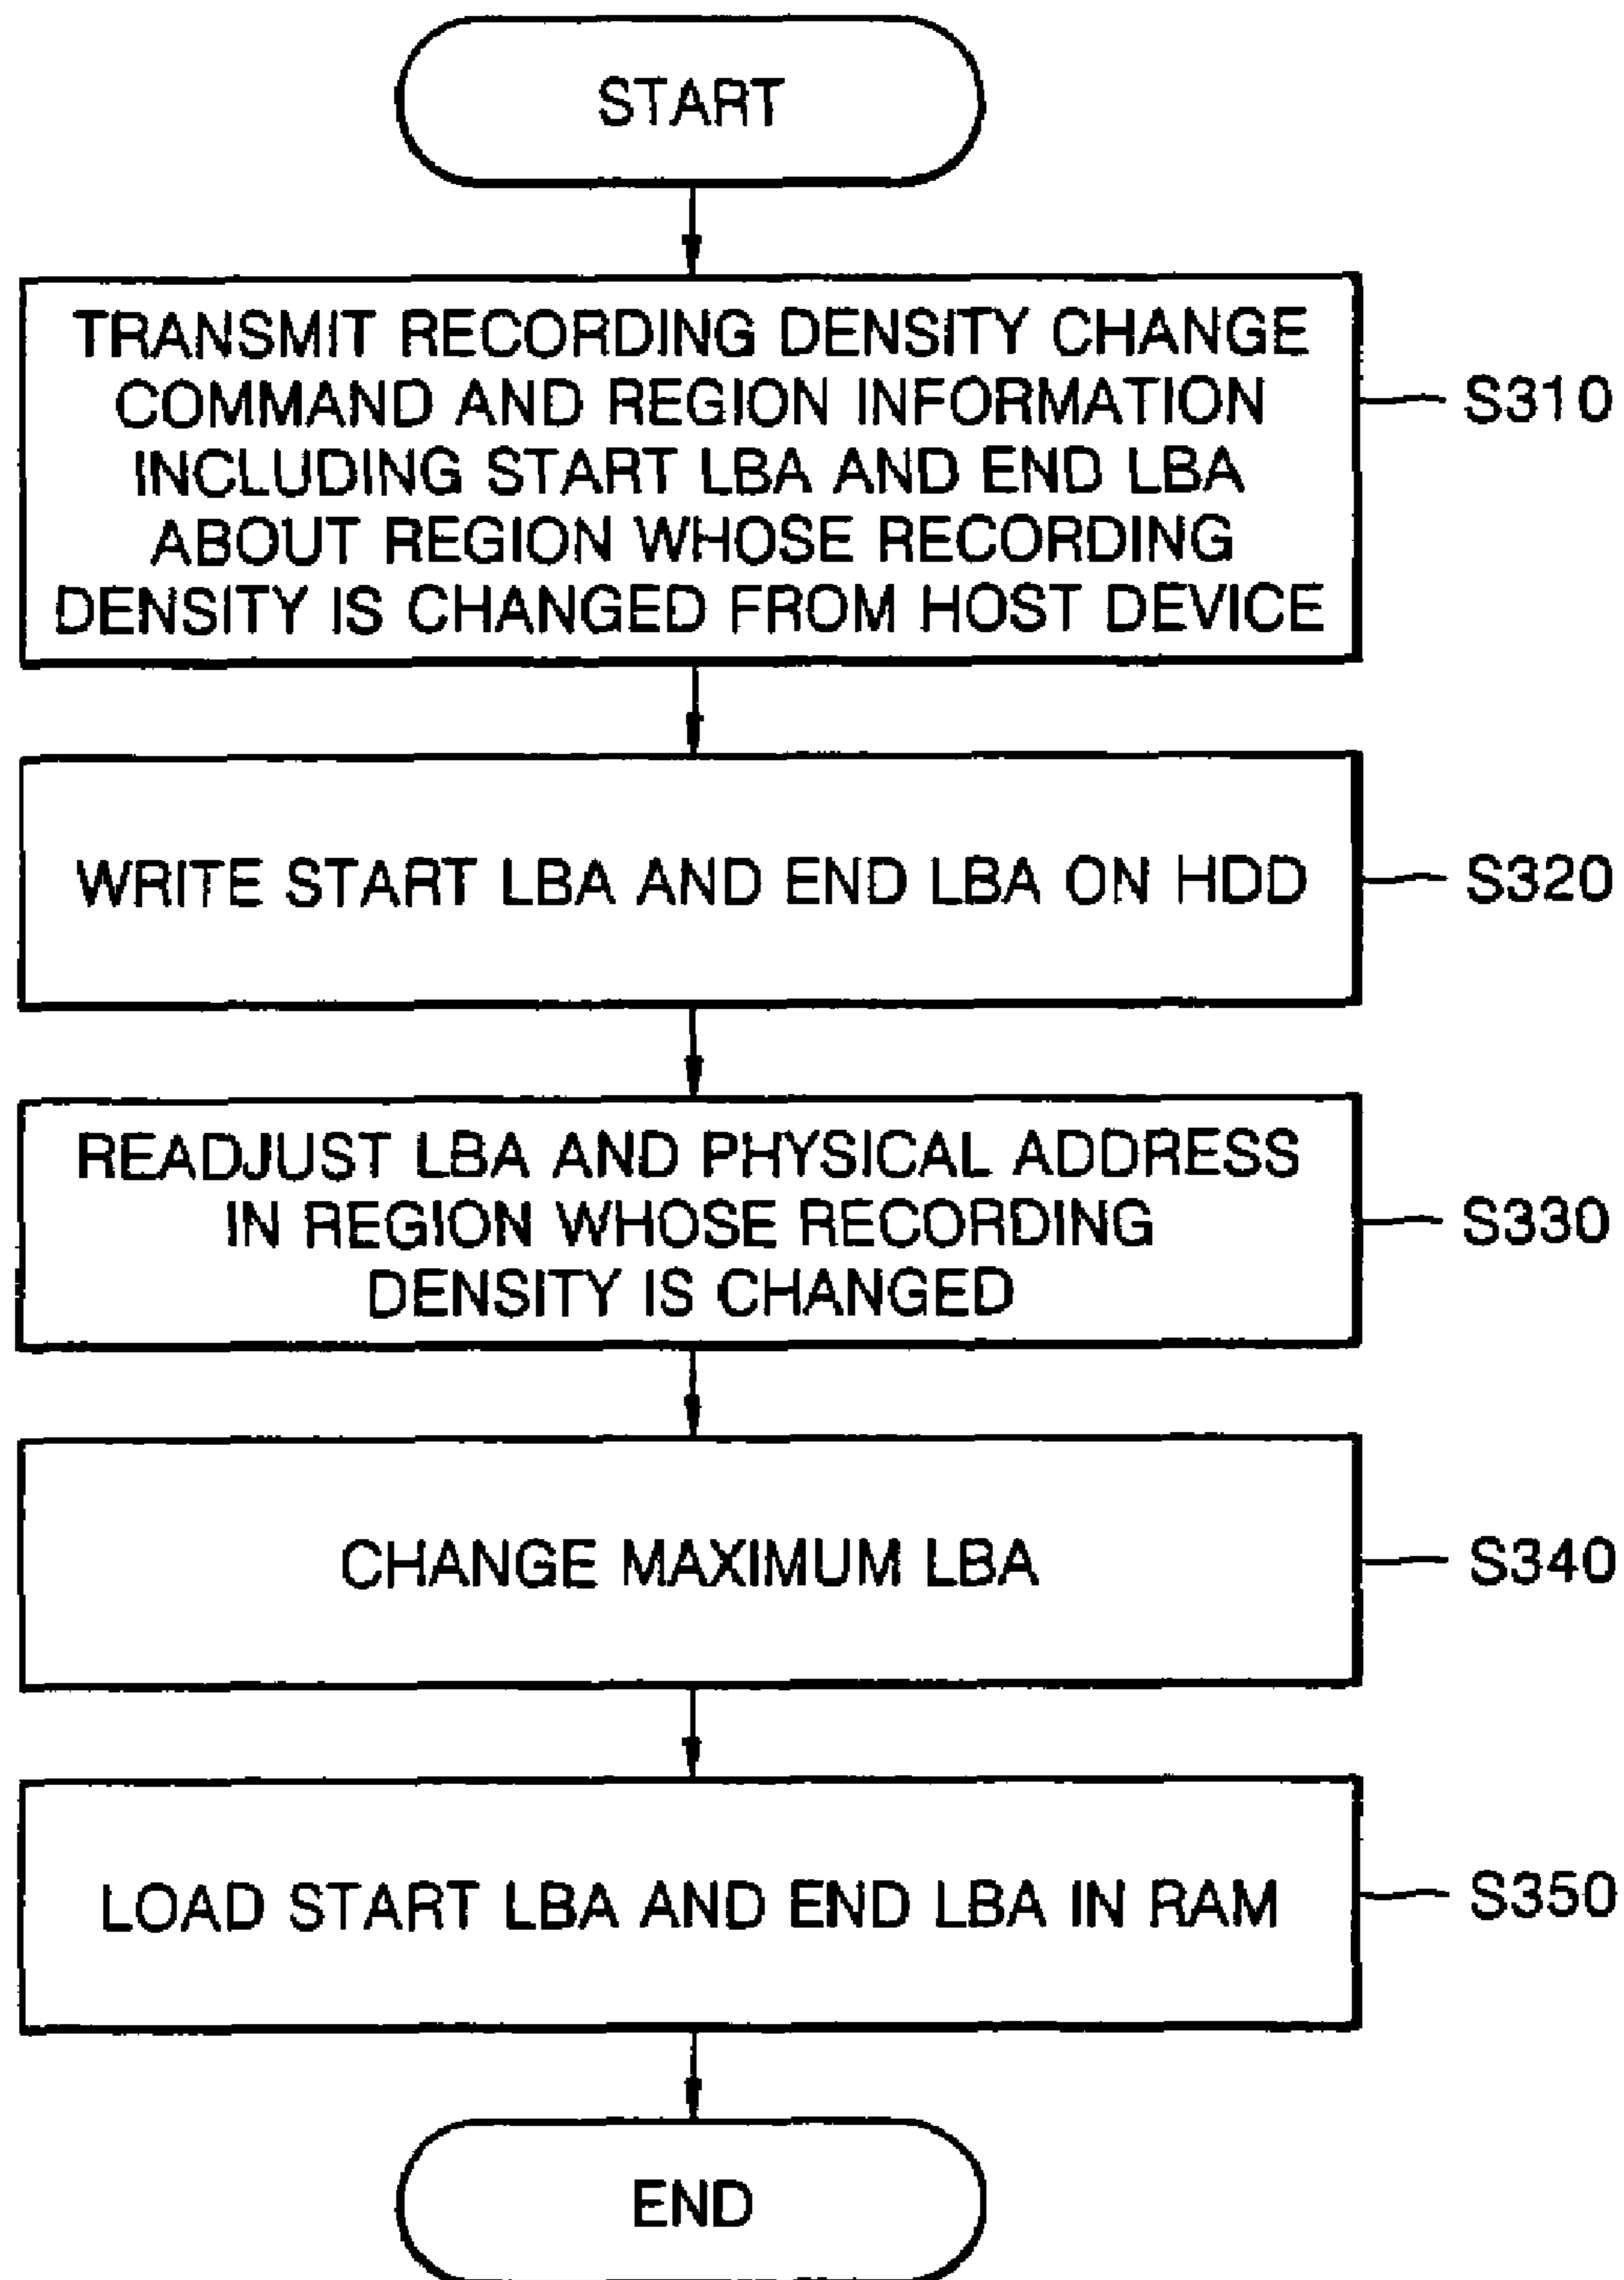 START
TRANSMIT RECORDING DENSITY CHANGE
COMMAND AND REGION INFORMATION
INCLUDING START LBA AND END LBA
ABOUT REGION WHOSE RECORDING
DENSITY IS CHANGED FROM HOST DEVICE
S310
WRITE START LBA AND END LBA ON HDD
S320
READJUST LBA AND PHYSICAL ADDRESS
IN REGION WHOSE RECORDING
DENSITY IS CHANGED
S330
CHANGE MAXIMUM LBA
S340
LOAD START LBA AND END LBA IN RAM
S350
END